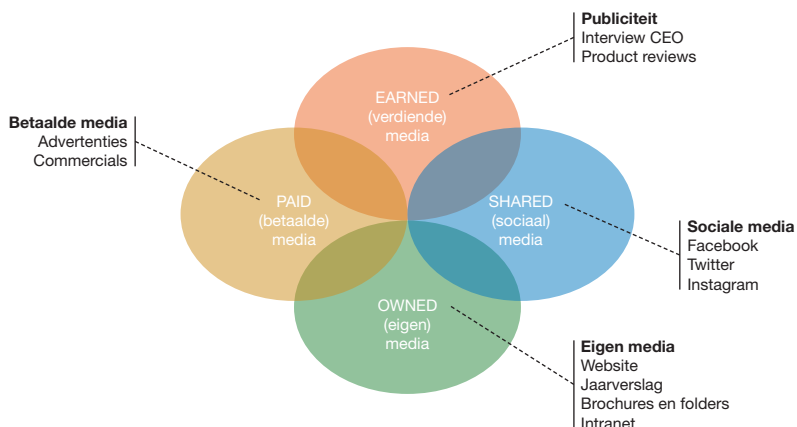 Publiciteit
Interview CEO
Product reviews
EARNED
(verdiende)
media
Betaalde media
Advertenties
Commercials
PAID
(betaalde)
media
SHARED
(sociaal)
media
Sociale media
Facebook
Twitter
Instagram
OWNED
(eigen)
media
Eigen media
Website
Jaarverslag
Brochures en folders
Intranet